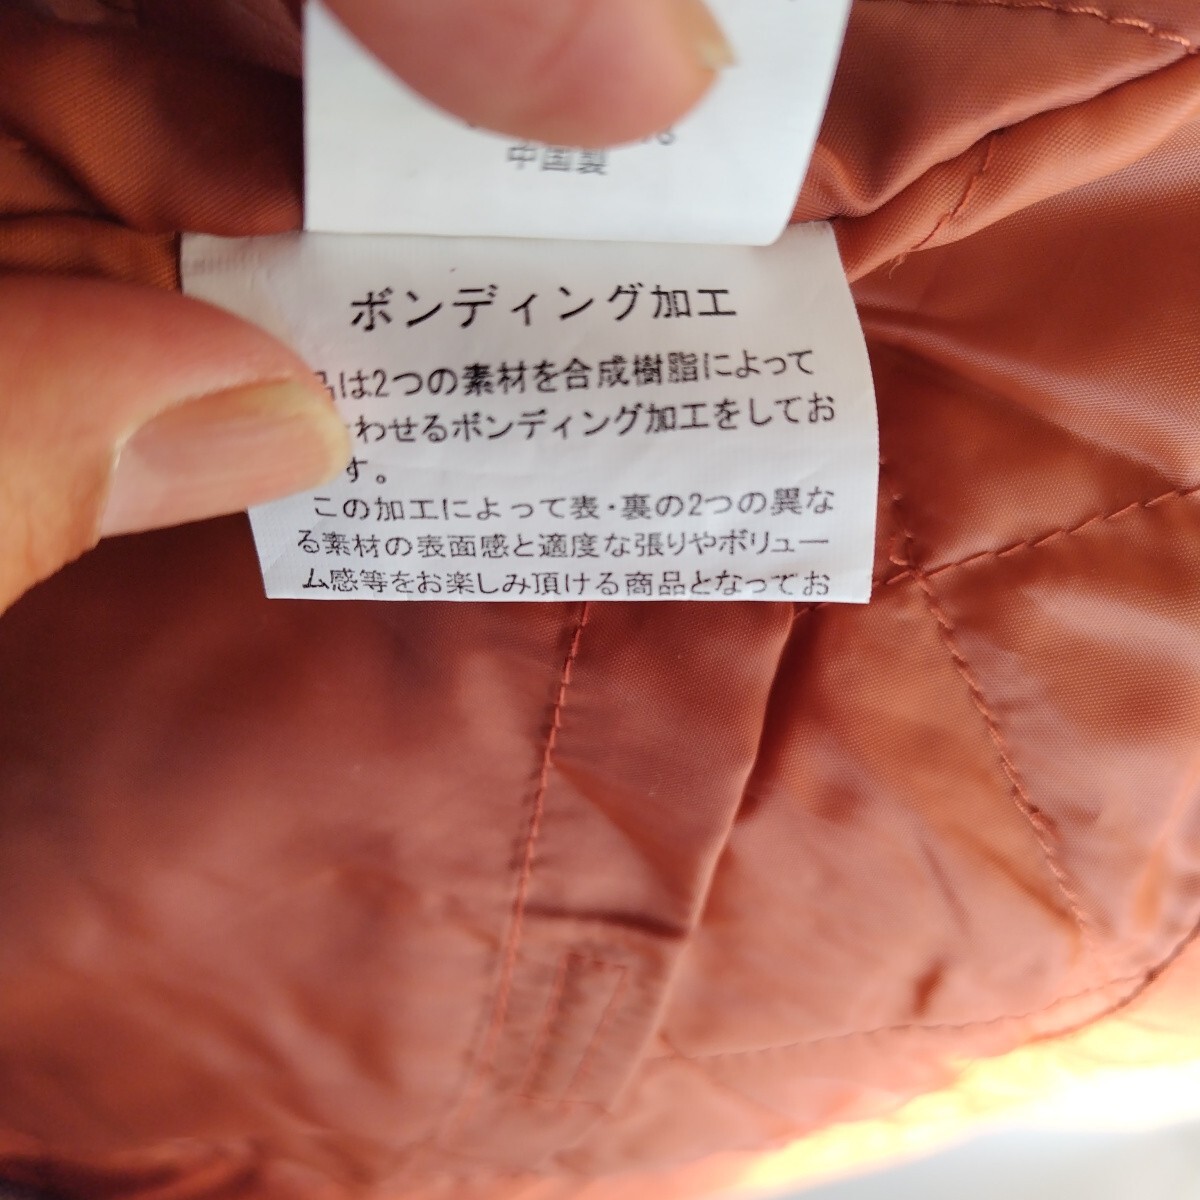 中国製
ボンディング加工
品は2つの素材を合成樹脂によって
わせるボンディング加工をしてお
す。
この加工によって表・裏の2つの異な
る素材の表面感と適度な張りやボリュー
ム感等をお楽しみ頂ける商品となってお